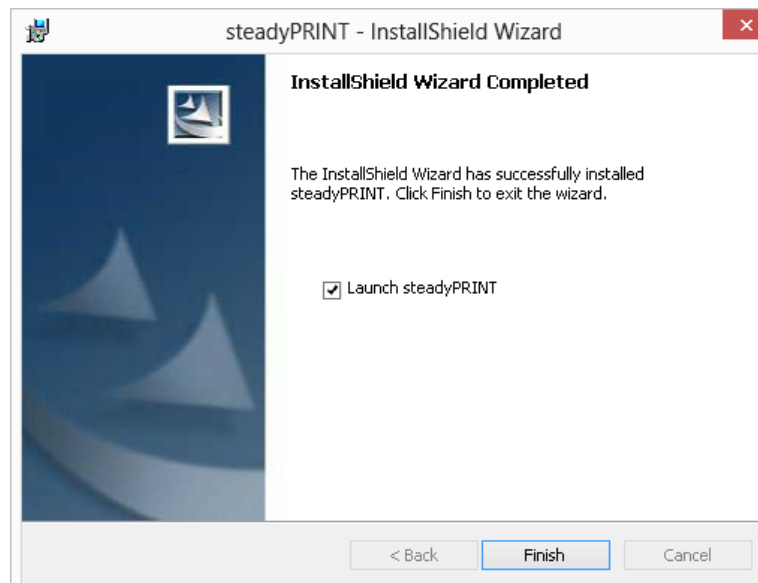 steadyPRINT - InstallShield Wizard
InstallShield Wizard Completed
The InstallShield Wizard has successfully installed
steadyPRINT. Click Finish to exit the wizard.
Launch steadyPRINT
< Back
Finish
Cancel